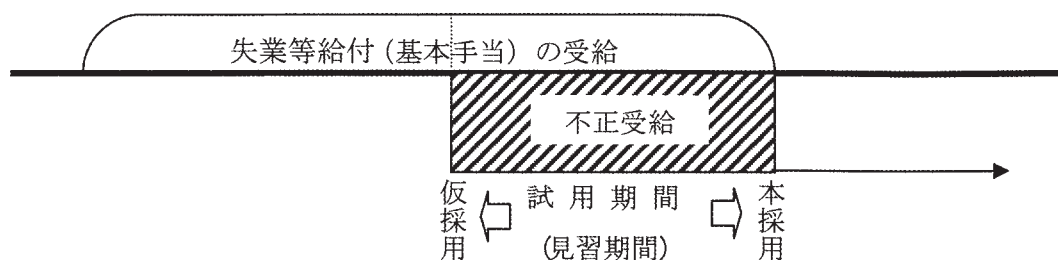 失業等給付(基本手当)の受給
不正受給
仮採用
試用期間
(見習期間)
本採用